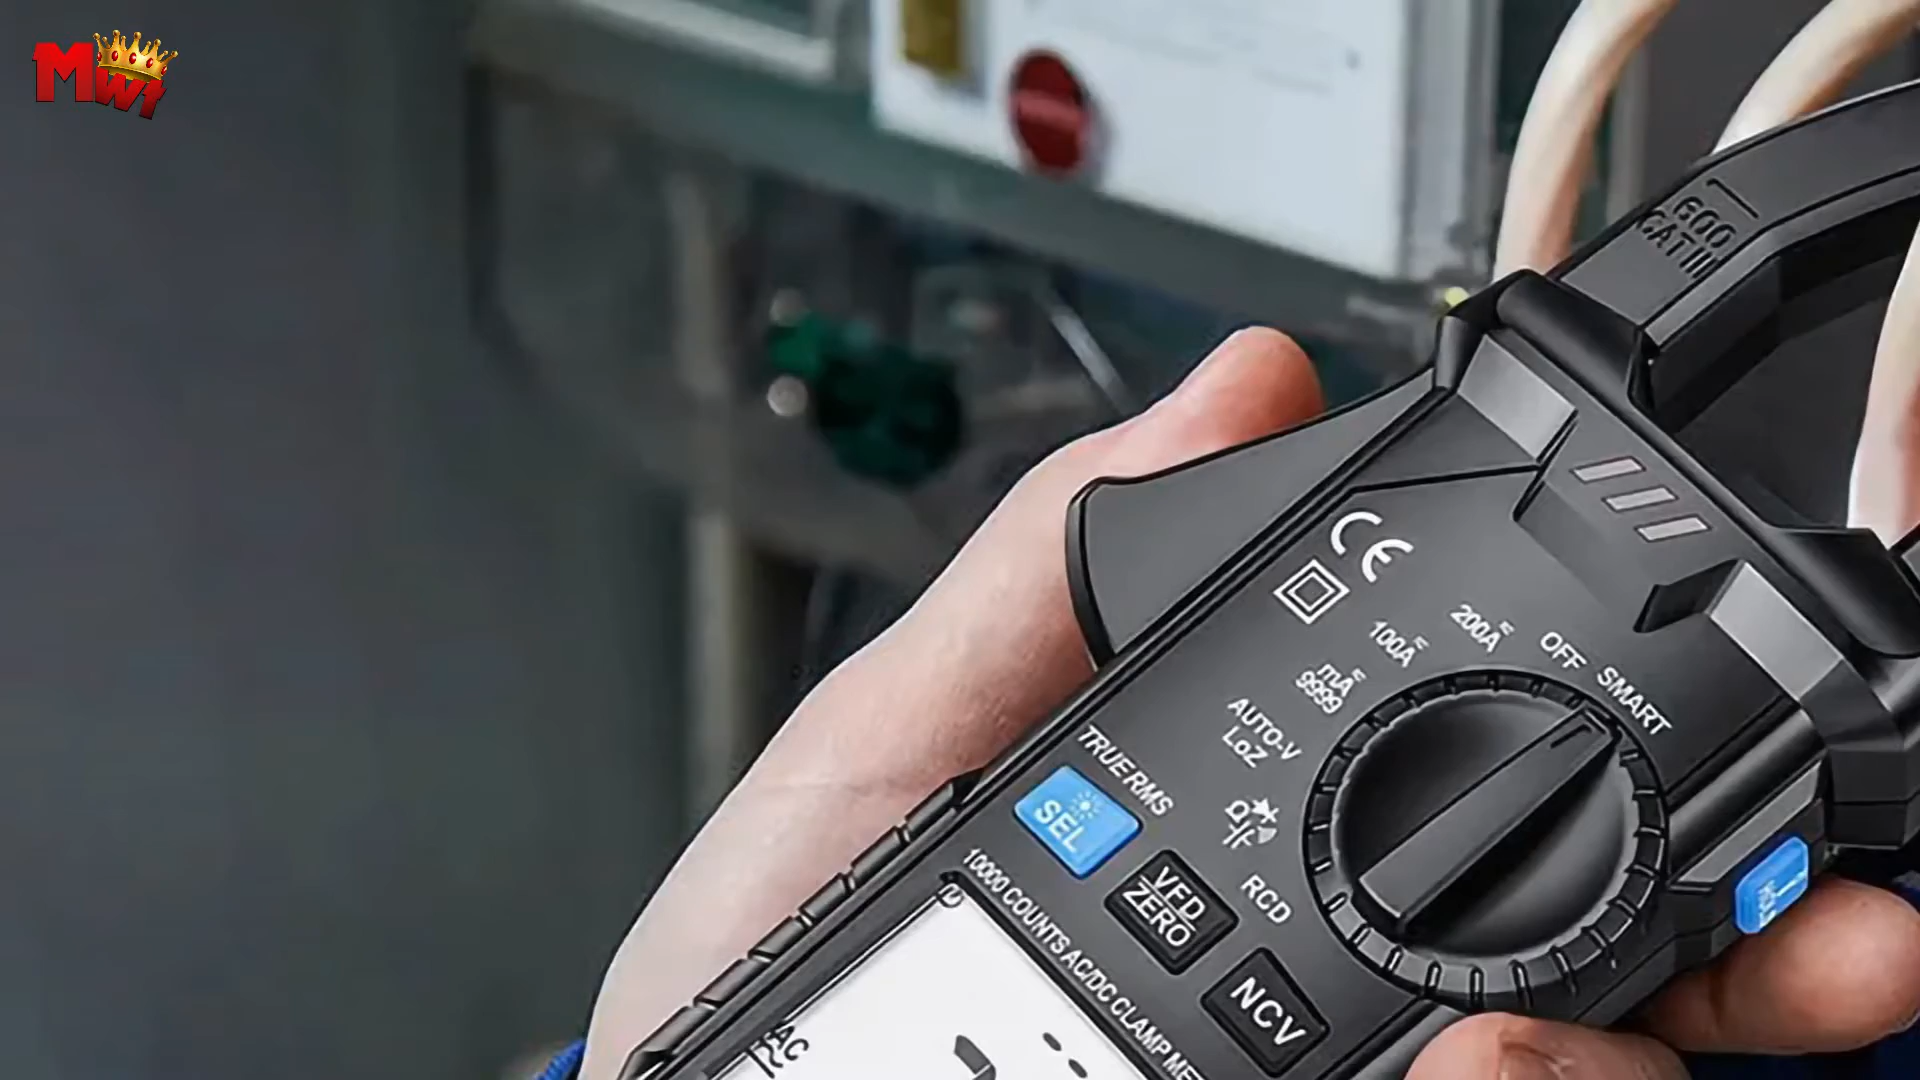 MWT
600
CAT III
CE
200A
OFF
SMART
100A
mA
9999
AUTO-V
LoZ
RCD
TRUE RMS
SEL
VFD
ZERO
NCV
10000 COUNTS AC/DC CLAMP ME
AC